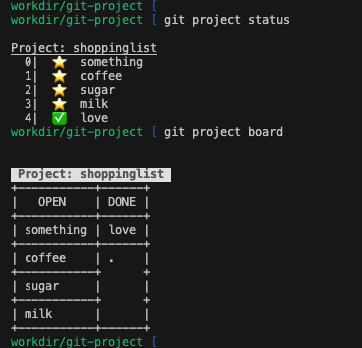 workdir/git-project [
workdir/git-project [ git project status
Project: shoppinglist
0| ⭐ something
1| ⭐ coffee
2| ⭐ sugar
3| ⭐ milk
4| ✅ love
workdir/git-project [ git project board
Project: shoppinglist
+-----------+------+
|   OPEN    | DONE |
+-----------+------+
| something | love |
+-----------+------+
| coffee    | .    |
+-----------+      +
| sugar     |      |
+-----------+      +
| milk      |      |
+-----------+------+
workdir/git-project [